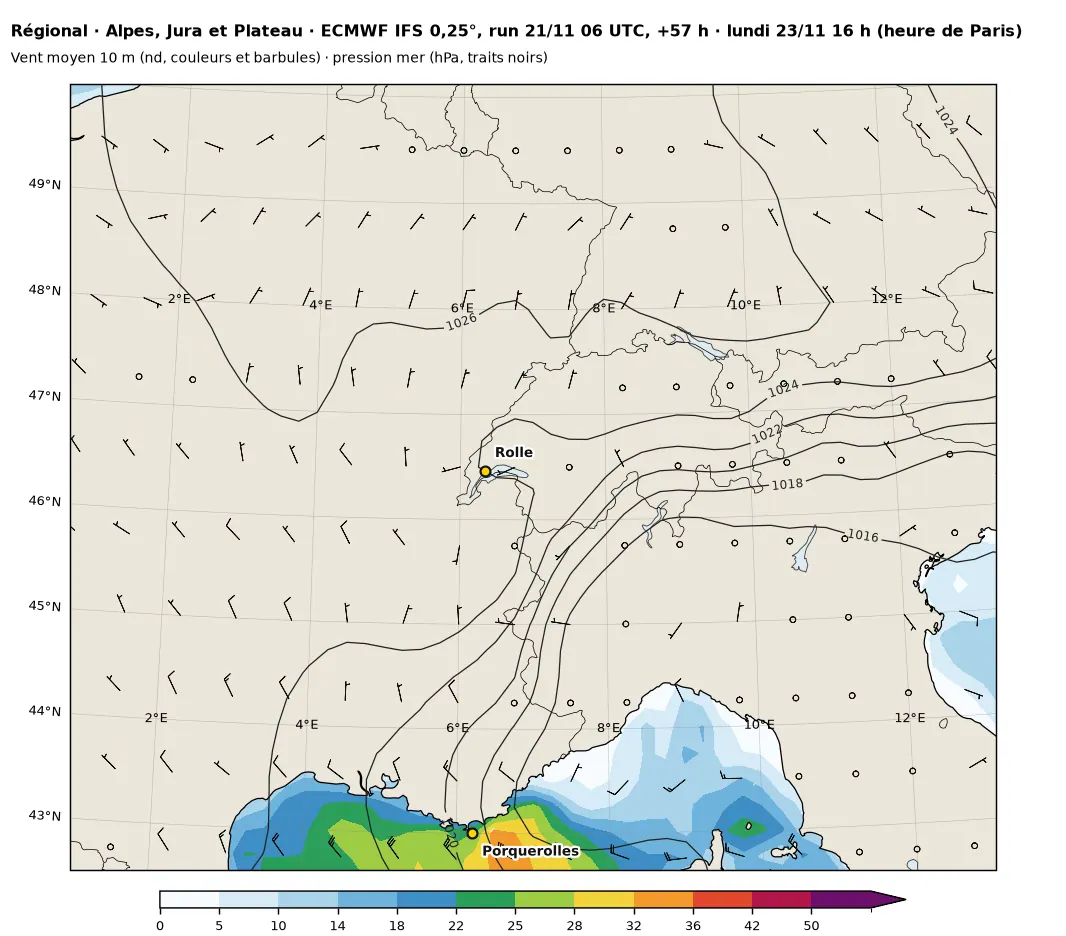 Régional · Alpes, Jura et Plateau · ECMWF IFS 0,25°, run 21/11 06 UTC, +57 h · lundi 23/11 16 h (heure de Paris)
Vent moyen 10 m (nd, couleurs et barbules) · pression mer (hPa, traits noirs)
1024
49°N
48°N
2°E 4°E 6°E 8°E 10°E 12°E
1026
47°N
1024
1022
Rolle
1018
46°N
1016
45°N
44°N
2°E 4°E 6°E 8°E 10°E 12°E
43°N
Porquerolles
0 5 10 14 18 22 25 28 32 36 42 50